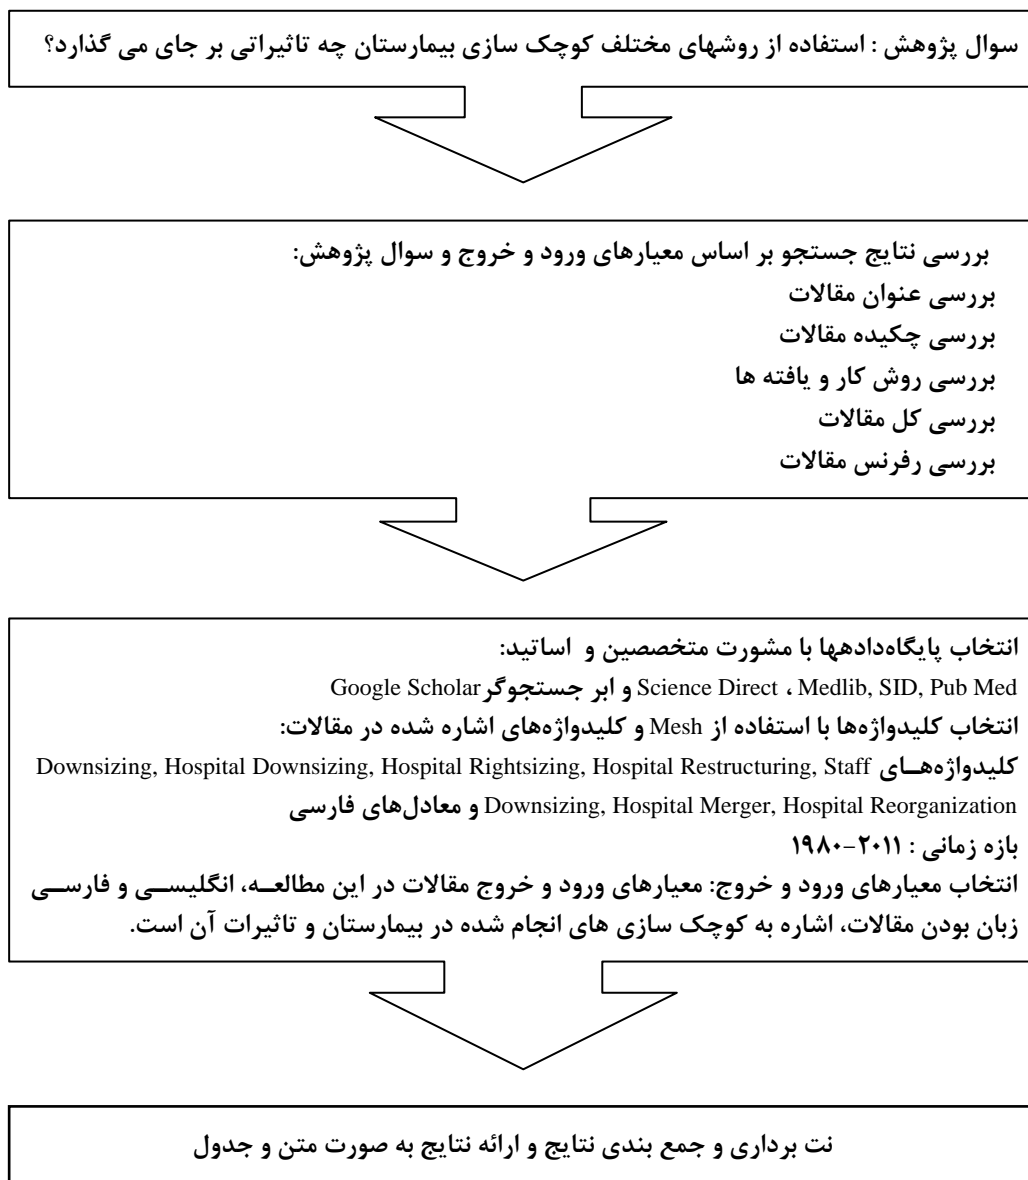 سوال پژوهش : استفاده از روشهای مختلف کوچک سازی بیمارستان چه تاثیراتی بر جای می گذارد؟
بررسی نتایج جستجو بر اساس معیارهای ورود و خروج و سوال پژوهش:
بررسی عنوان مقالات
بررسی چکیده مقالات
بررسی روش کار و یافته ها
بررسی کل مقالات
بررسی رفرنس مقالات
انتخاب پایگاه‌دادهها با مشورت متخصصین و اساتید:
Science Direct ، Medlib, SID, Pub Med و ابر جستجوگر Google Scholar
انتخاب کلیدواژه‌ها با استفاده از Mesh و کلیدواژه‌های اشاره شده در مقالات:
کلیدواژه‌هــای Downsizing, Hospital Downsizing, Hospital Rightsizing, Hospital Restructuring, Staff
Downsizing, Hospital Merger, Hospital Reorganization و معادل‌های فارسی
بازه زمانی : ۲۰۱۱-۱۹۸۰
انتخاب معیارهای ورود و خروج: معیارهای ورود و خروج مقالات در این مطالعــه، انگلیســی و فارســی
زبان بودن مقالات، اشاره به کوچک سازی های انجام شده در بیمارستان و تاثیرات آن است.
نت برداری و جمع بندی نتایج و ارائه نتایج به صورت متن و جدول